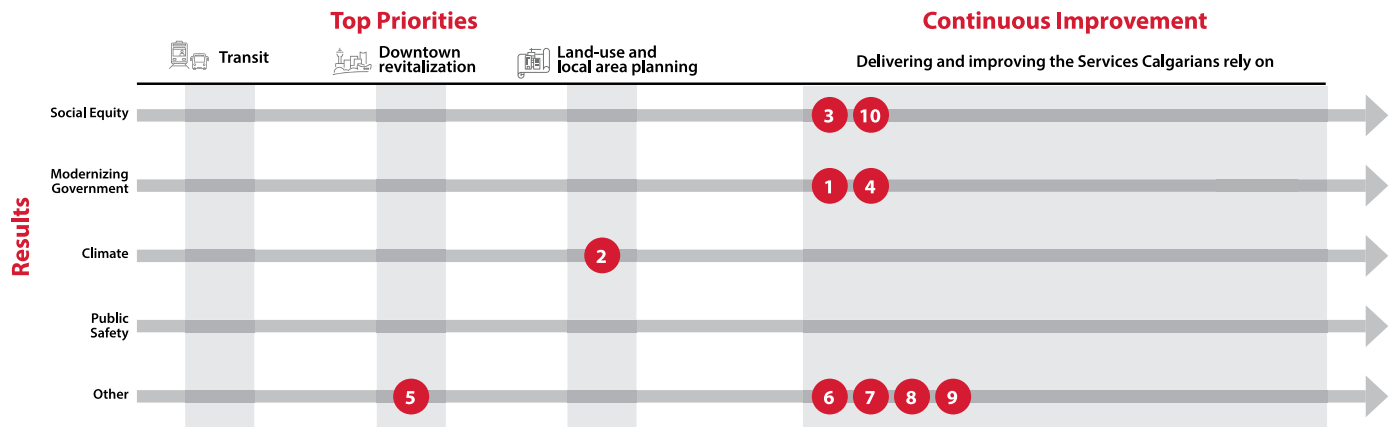 Top Priorities
Continuous Improvement
Transit
Downtown
revitalization
Land-use and
local area planning
Delivering and improving the Services Calgarians rely on
Results
Social Equity
3 10
Modernizing
Government
1 4
Climate
2
Public
Safety
Other
5 6 7 8 9